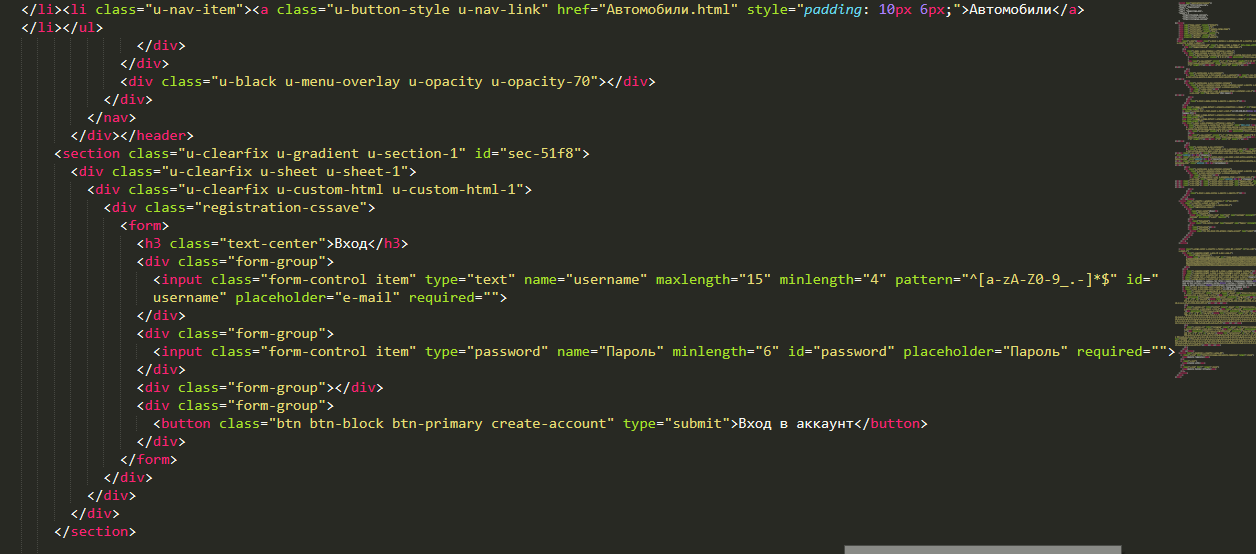 </li><li class="u-nav-item"><a class="u-button-style u-nav-link" href="Автомобили.html" style="padding: 10px 6px;">Автомобили</a>
</li></ul>
</div>
</div>
<div class="u-black u-menu-overlay u-opacity u-opacity-70"></div>
</div>
</nav>
</div></header>
<section class="u-clearfix u-gradient u-section-1" id="sec-51f8">
<div class="u-clearfix u-sheet u-sheet-1">
<div class="u-clearfix u-custom-html u-custom-html-1">
<div class="registration-cssave">
<form>
<h3 class="text-center">Вход</h3>
<div class="form-group">
<input class="form-control item" type="text" name="username" maxlength="15" minlength="4" pattern="^[a-zA-Z0-9_.-]*$" id="
username" placeholder="e-mail" required="">
</div>
<div class="form-group">
<input class="form-control item" type="password" name="Пароль" minlength="6" id="password" placeholder="Пароль" required="">
</div>
<div class="form-group"></div>
<div class="form-group">
<button class="btn btn-block btn-primary create-account" type="submit">Вход в аккаунт</button>
</div>
</form>
</div>
</div>
</div>
</section>